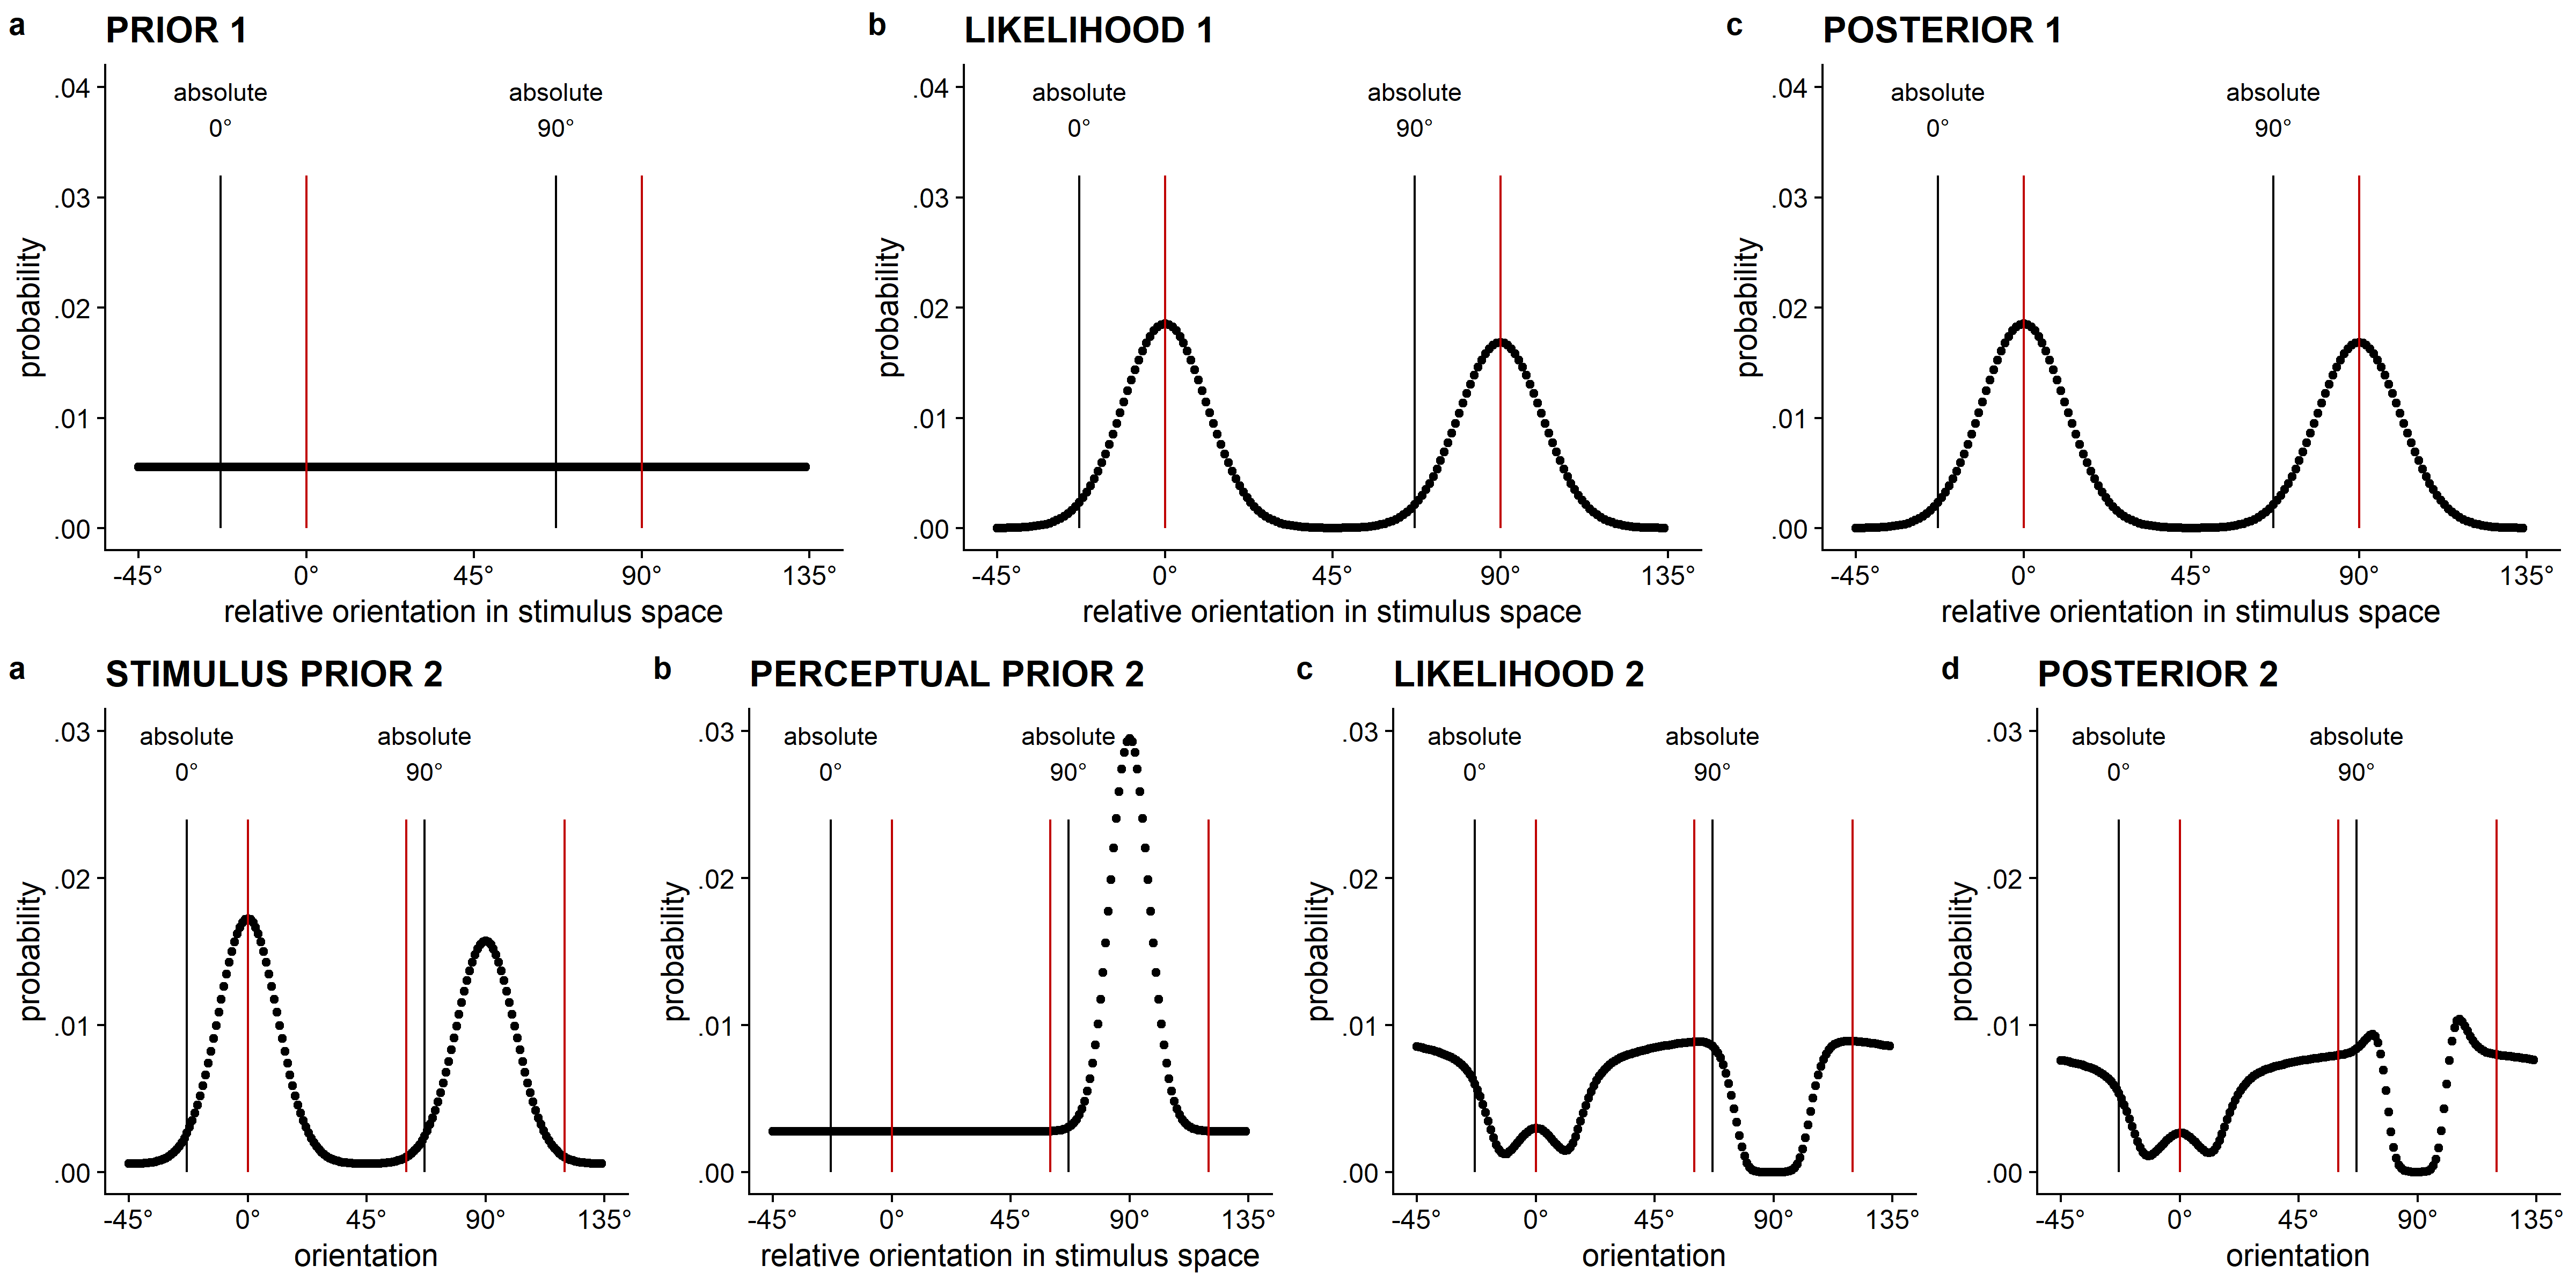 a PRIOR 1
.04
.03
.02
.01
.00
absolute
0°
absolute
90°
-45° 0° 45° 90° 135°
relative orientation in stimulus space
probability
b LIKELIHOOD 1
.04
.03
.02
.01
.00
absolute
0°
absolute
90°
-45° 0° 45° 90° 135°
relative orientation in stimulus space
probability
c POSTERIOR 1
.04
.03
.02
.01
.00
absolute
0°
absolute
90°
-45° 0° 45° 90° 135°
relative orientation in stimulus space
probability
a STIMULUS PRIOR 2
.03
.02
.01
.00
absolute
0°
absolute
90°
-45° 0° 45° 90° 135°
orientation
probability
b PERCEPTUAL PRIOR 2
.03
.02
.01
.00
absolute
0°
absolute
90°
-45° 0° 45° 90° 135°
relative orientation in stimulus space
probability
c LIKELIHOOD 2
.03
.02
.01
.00
absolute
0°
absolute
90°
-45° 0° 45° 90° 135°
orientation
probability
d POSTERIOR 2
.03
.02
.01
.00
absolute
0°
absolute
90°
-45° 0° 45° 90° 135°
orientation
probability